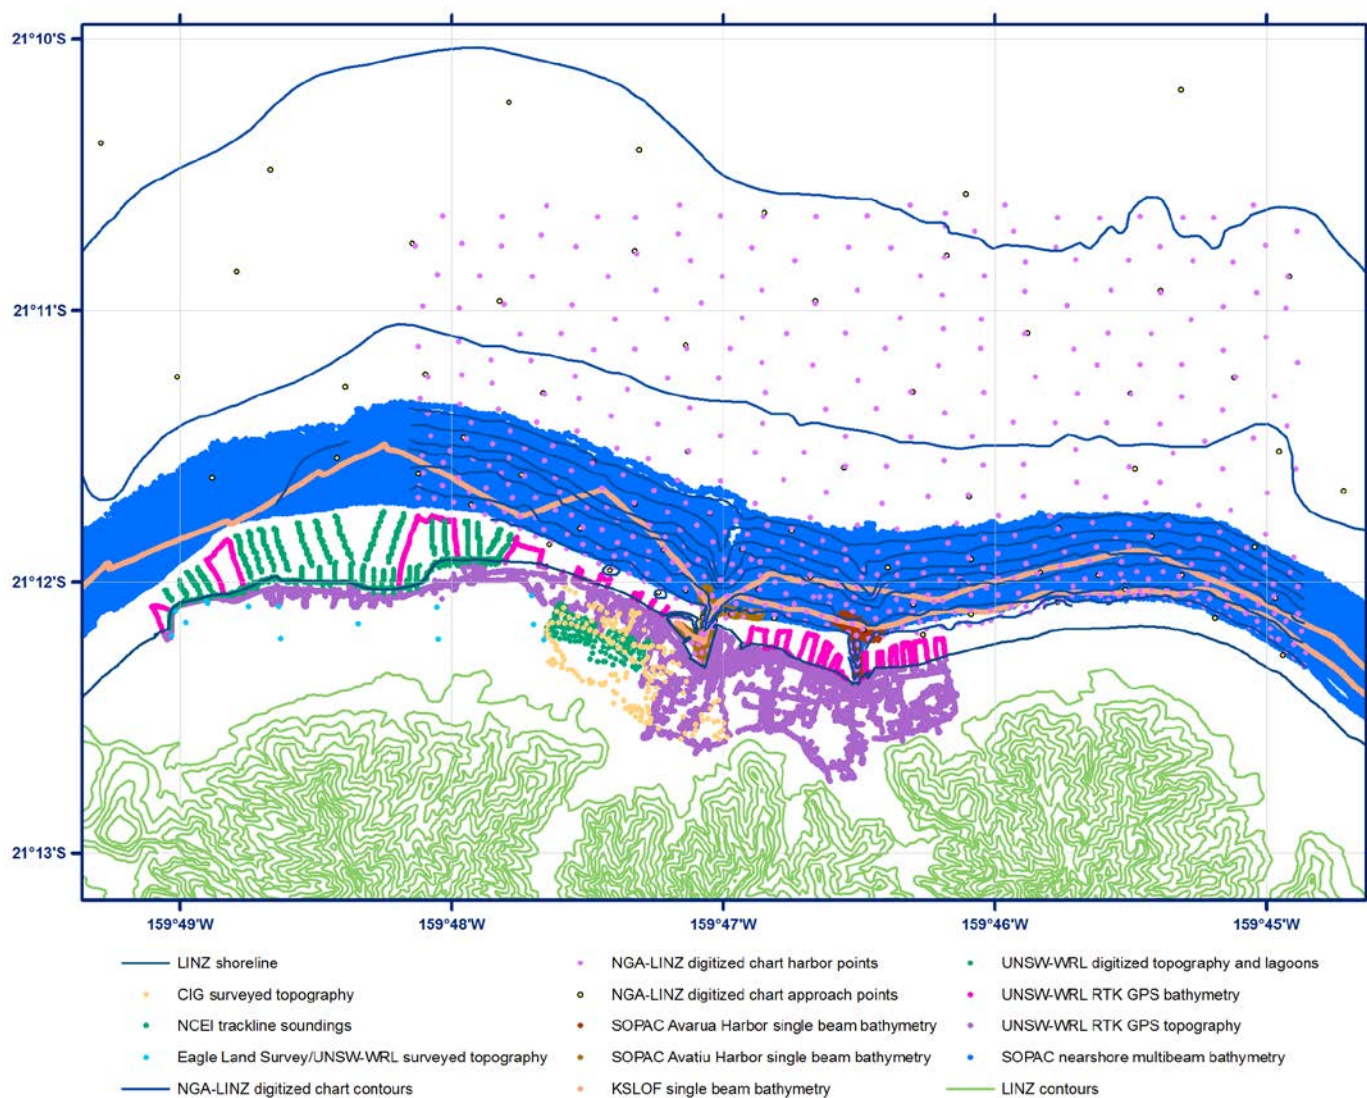 21°10'S
21°11'S
21°12'S
21°13'S
159°49'W 159°48'W 159°47'W 159°46'W 159°45'W
LINZ shoreline
CIG surveyed topography
NCEI trackline soundings
Eagle Land Survey/UNSW-WRL surveyed topography
NGA-LINZ digitized chart contours
NGA-LINZ digitized chart harbor points
NGA-LINZ digitized chart approach points
SOPAC Avarua Harbor single beam bathymetry
SOPAC Avatiu Harbor single beam bathymetry
KSLOF single beam bathymetry
UNSW-WRL digitized topography and lagoons
UNSW-WRL RTK GPS bathymetry
UNSW-WRL RTK GPS topography
SOPAC nearshore multibeam bathymetry
LINZ contours